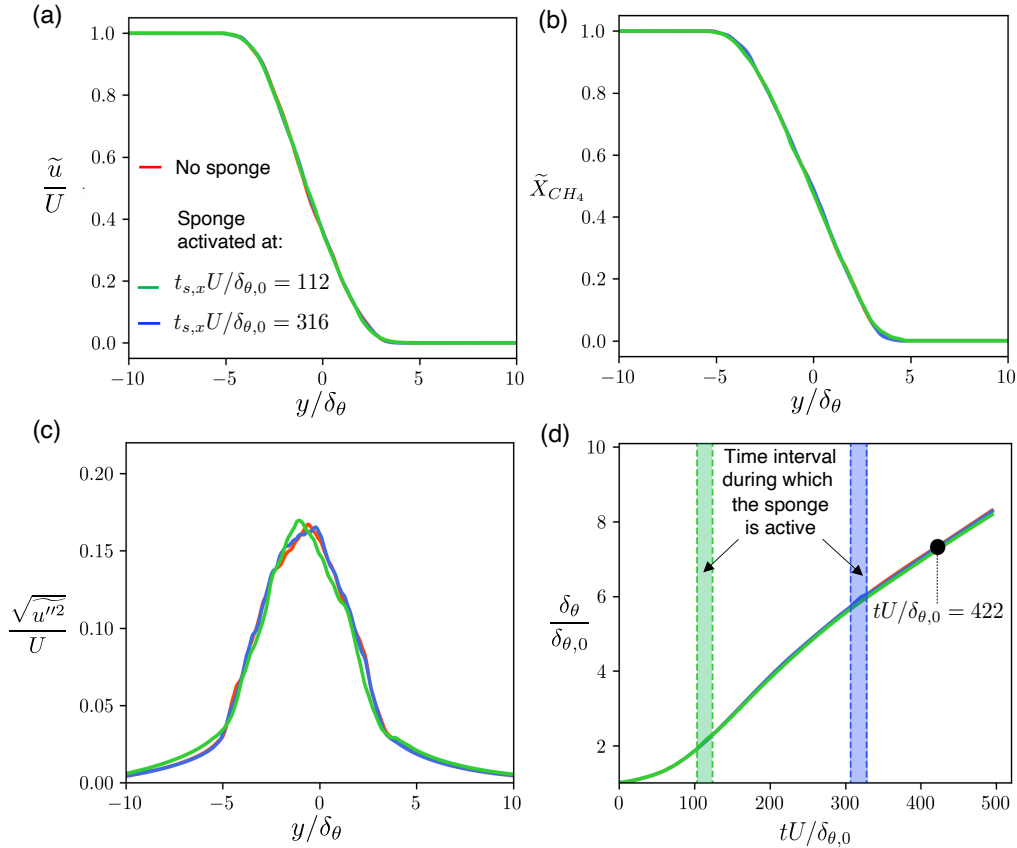 (a)
1.0
0.8
0.6
0.4
0.2
0.0
ũ/U
No sponge
Sponge
activated at:
t_{s,x}U/δ_{θ,0} = 112
t_{s,x}U/δ_{θ,0} = 316
−10 −5 0 5 10
y/δ_θ
(b)
1.0
0.8
0.6
0.4
0.2
0.0
X̃_{CH_4}
−10 −5 0 5 10
y/δ_θ
(c)
0.20
0.15
0.10
0.05
0.00
√(\widetilde{u''^2})/U
−10 −5 0 5 10
y/δ_θ
(d)
10
8
6
4
2
δ_θ/δ_{θ,0}
Time interval
during which
the sponge
is active
tU/δ_{θ,0} = 422
0 100 200 300 400 500
tU/δ_{θ,0}